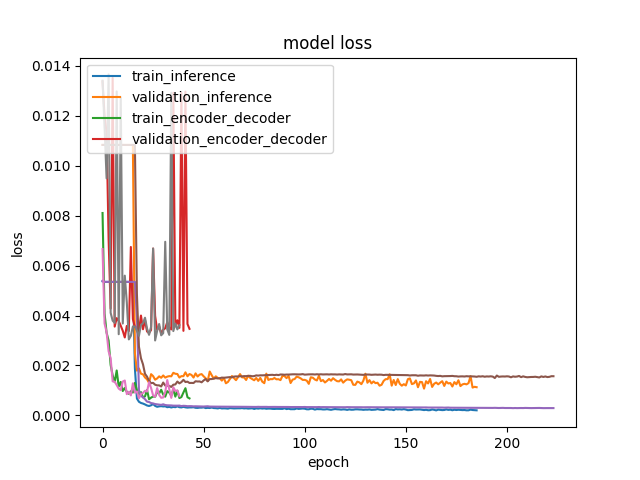 model loss
train_inference
validation_inference
train_encoder_decoder
validation_encoder_decoder
loss
0.014
0.012
0.010
0.008
0.006
0.004
0.002
0.000
0 50 100 150 200
epoch